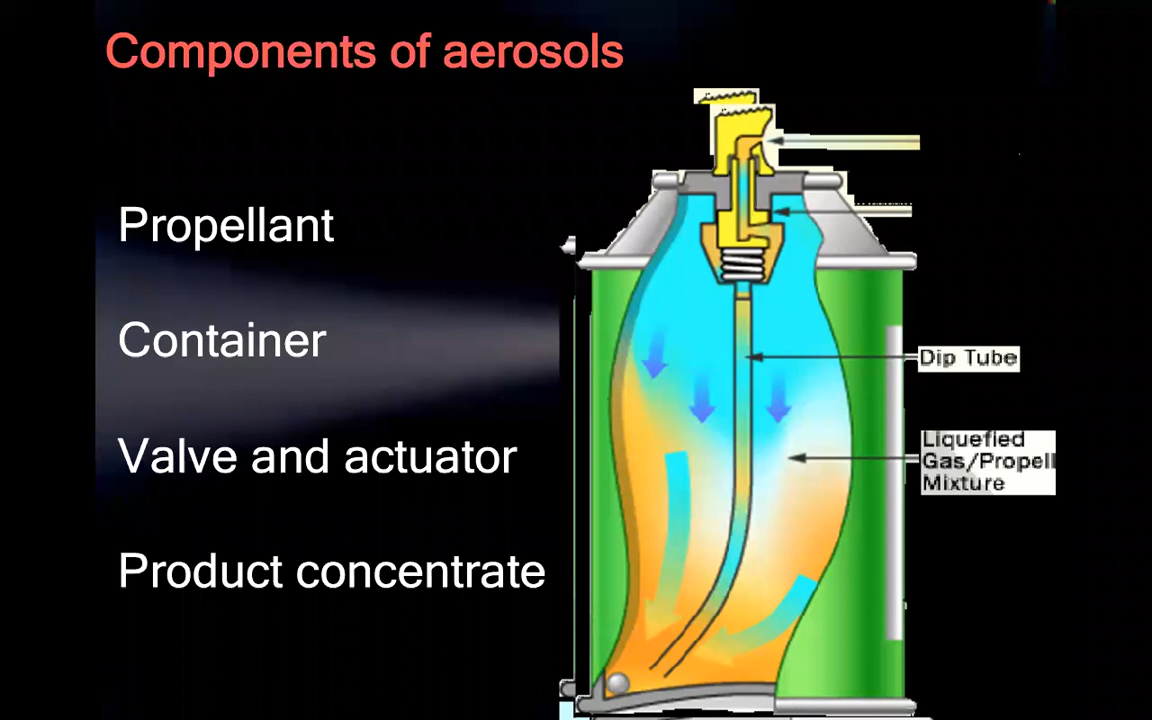 Components of aerosols
Propellant
Container
Valve and actuator
Product concentrate
Dip Tube
Liquefied
Gas/Propell
Mixture